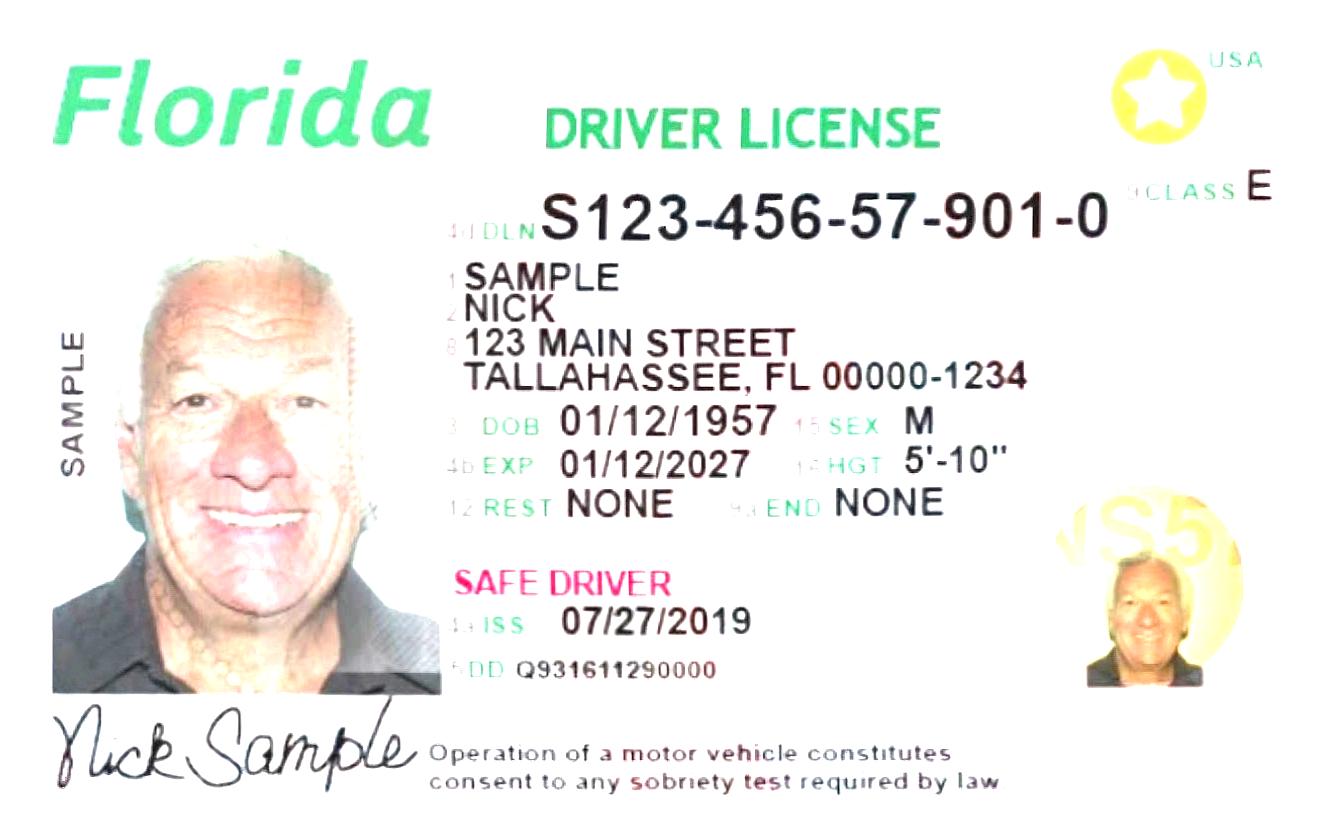 Florida
DRIVER LICENSE
USA
9 CLASS E
4d DLN S123-456-57-901-0
1 SAMPLE
2 NICK
8 123 MAIN STREET
TALLAHASSEE, FL 00000-1234
3 DOB 01/12/1957 15 SEX M
4b EXP 01/12/2027 16 HGT 5'-10"
12 REST NONE 9a END NONE
SAFE DRIVER
4a ISS 07/27/2019
5 DD Q931611290000
SAMPLE
Nick Sample
Operation of a motor vehicle constitutes
consent to any sobriety test required by law